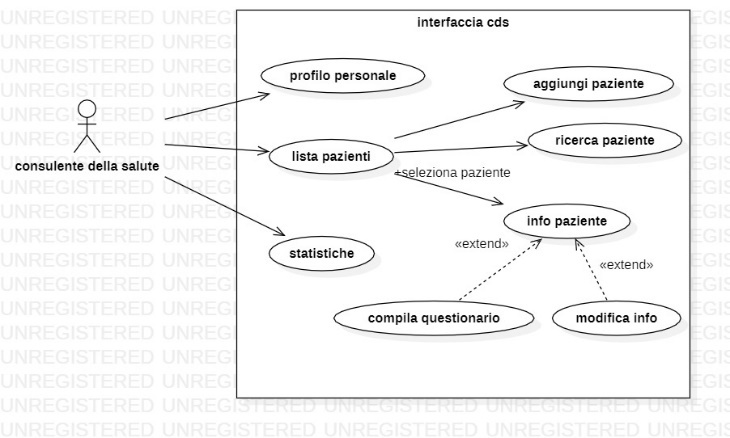 interfaccia cds
profilo personale
aggiungi paziente
ricerca paziente
lista pazienti
consulente della salute
+seleziona paziente
info paziente
statistiche
«extend»
«extend»
compila questionario
modifica info
UNREGISTERED